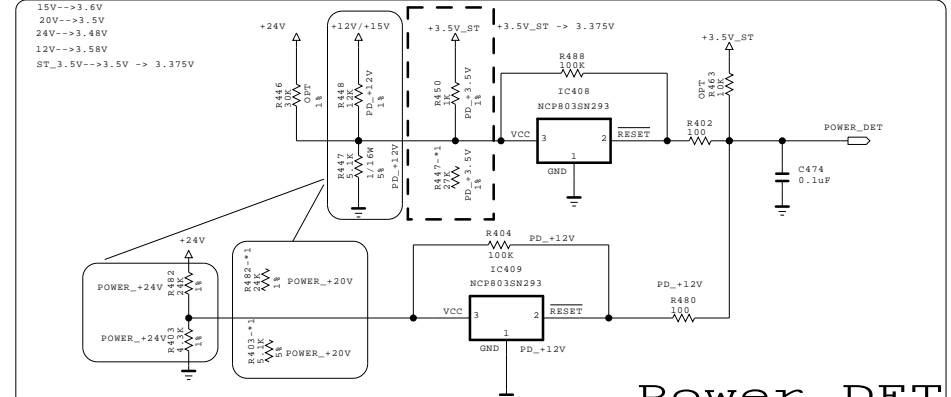 15V-->3.6V
20V-->3.5V
24V-->3.48V
12V-->3.58V
ST_3.5V-->3.5V -> 3.375V
+24V
+12V/+15V
+3.5V_ST
+3.5V_ST -> 3.375V
+3.5V_ST
R446
30K
OPT
1%
R448
12K
PD_+12V
1%
R450
1K
PD_+3.5V
1%
R488
100K
IC408
NCP803SN293
VCC
3
2
RESET
1
GND
R463
10K
OPT
R402
100
POWER_DET
C474
0.1uF
R447
5.1K
1/16W
5%
PD_+12V
R447-*1
27K
PD_+3.5V
1%
+24V
POWER_+24V
R482
24K
1%
POWER_+24V
R403
4.3K
1%
R482-*1
24K
1%
POWER_+20V
R403-*1
5.1K
5%
POWER_+20V
R404
100K
PD_+12V
IC409
NCP803SN293
VCC
3
2
RESET
1
GND
PD_+12V
PD_+12V
R480
100
Power DET